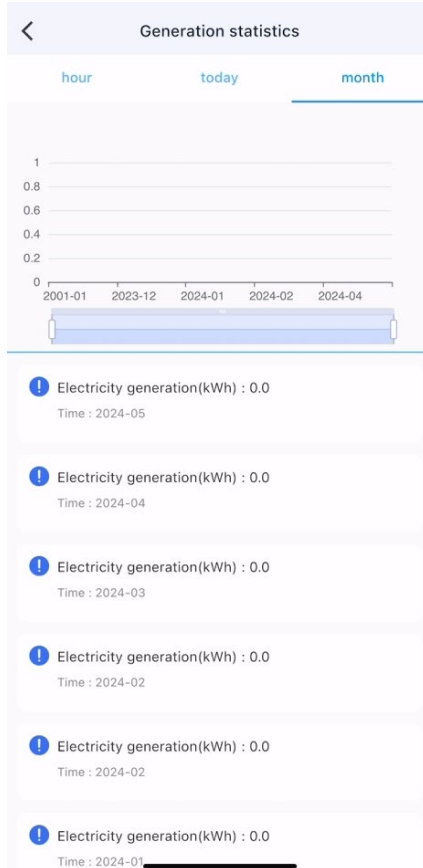 Generation statistics
hour today month
1
0.8
0.6
0.4
0.2
0
2001-01 2023-12 2024-01 2024-02 2024-04
Electricity generation(kWh) : 0.0
Time : 2024-05
Electricity generation(kWh) : 0.0
Time : 2024-04
Electricity generation(kWh) : 0.0
Time : 2024-03
Electricity generation(kWh) : 0.0
Time : 2024-02
Electricity generation(kWh) : 0.0
Time : 2024-02
Electricity generation(kWh) : 0.0
Time : 2024-01